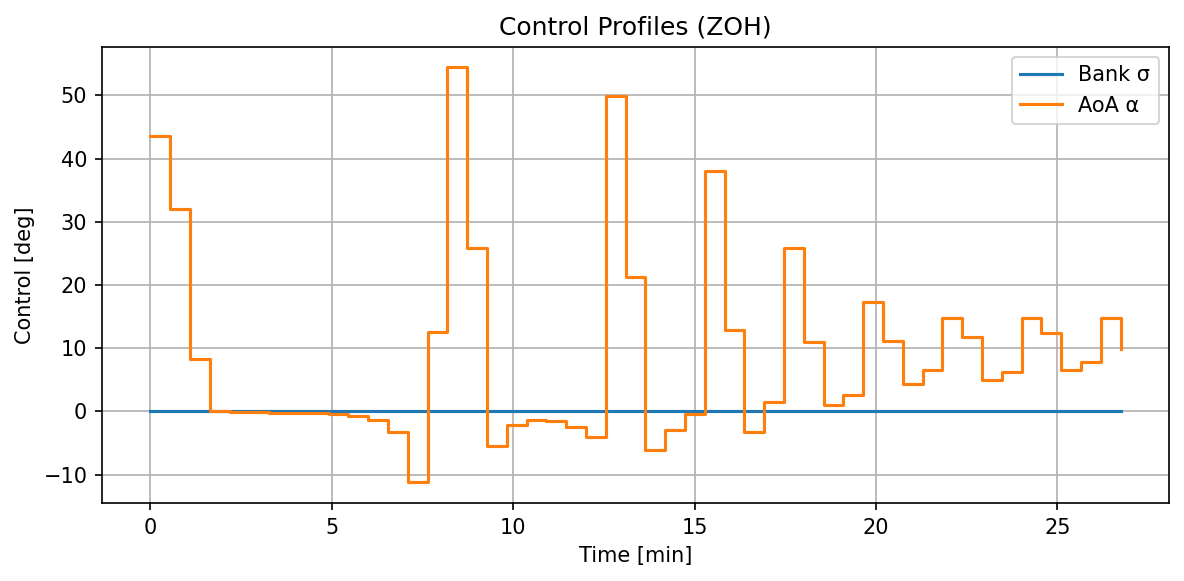 Control Profiles (ZOH)
Bank σ
AoA α
Control [deg]
50
40
30
20
10
0
−10
0 5 10 15 20 25
Time [min]